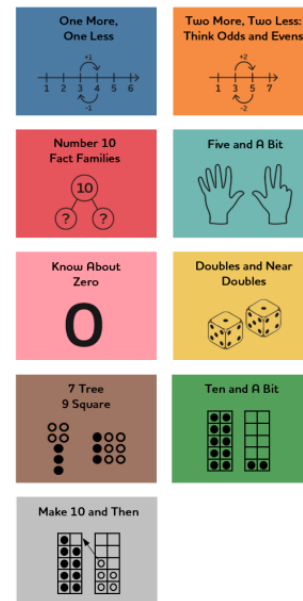 One More,
One Less
+1
1 2 3 4 5 6
-1
Two More, Two Less:
Think Odds and Evens
+2
1 3 5 7
-2
Number 10
Fact Families
10
? ?
Five and A Bit
Know About
Zero
0
Doubles and Near
Doubles
7 Tree
9 Square
Ten and A Bit
Make 10 and Then